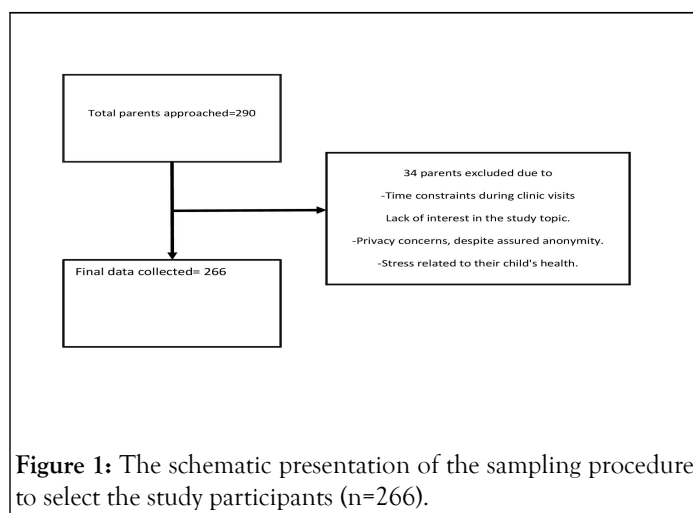 Total parents approached=290
34 parents excluded due to
-Time constraints during clinic visits
Lack of interest in the study topic.
-Privacy concerns, despite assured anonymity.
-Stress related to their child's health.
Final data collected= 266
Figure 1: The schematic presentation of the sampling procedure
to select the study participants (n=266).